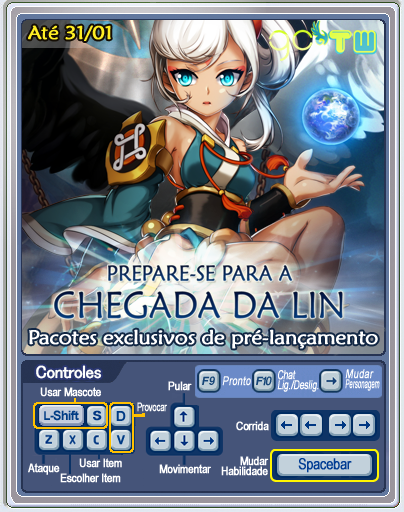 Até 31/01
GC TW
PREPARE-SE PARA A
CHEGADA DA LIN
Pacotes exclusivos de pré-lançamento
Controles
F9 Pronto F10 Chat Lig./Deslig. → Mudar Personagem
Usar Mascote
L-Shift S D Provocar
Z X C V
Ataque
Usar Item
Escolher Item
Pular
↑
← ↓ →
Movimentar
Corrida ← ← → →
Mudar Habilidade Spacebar